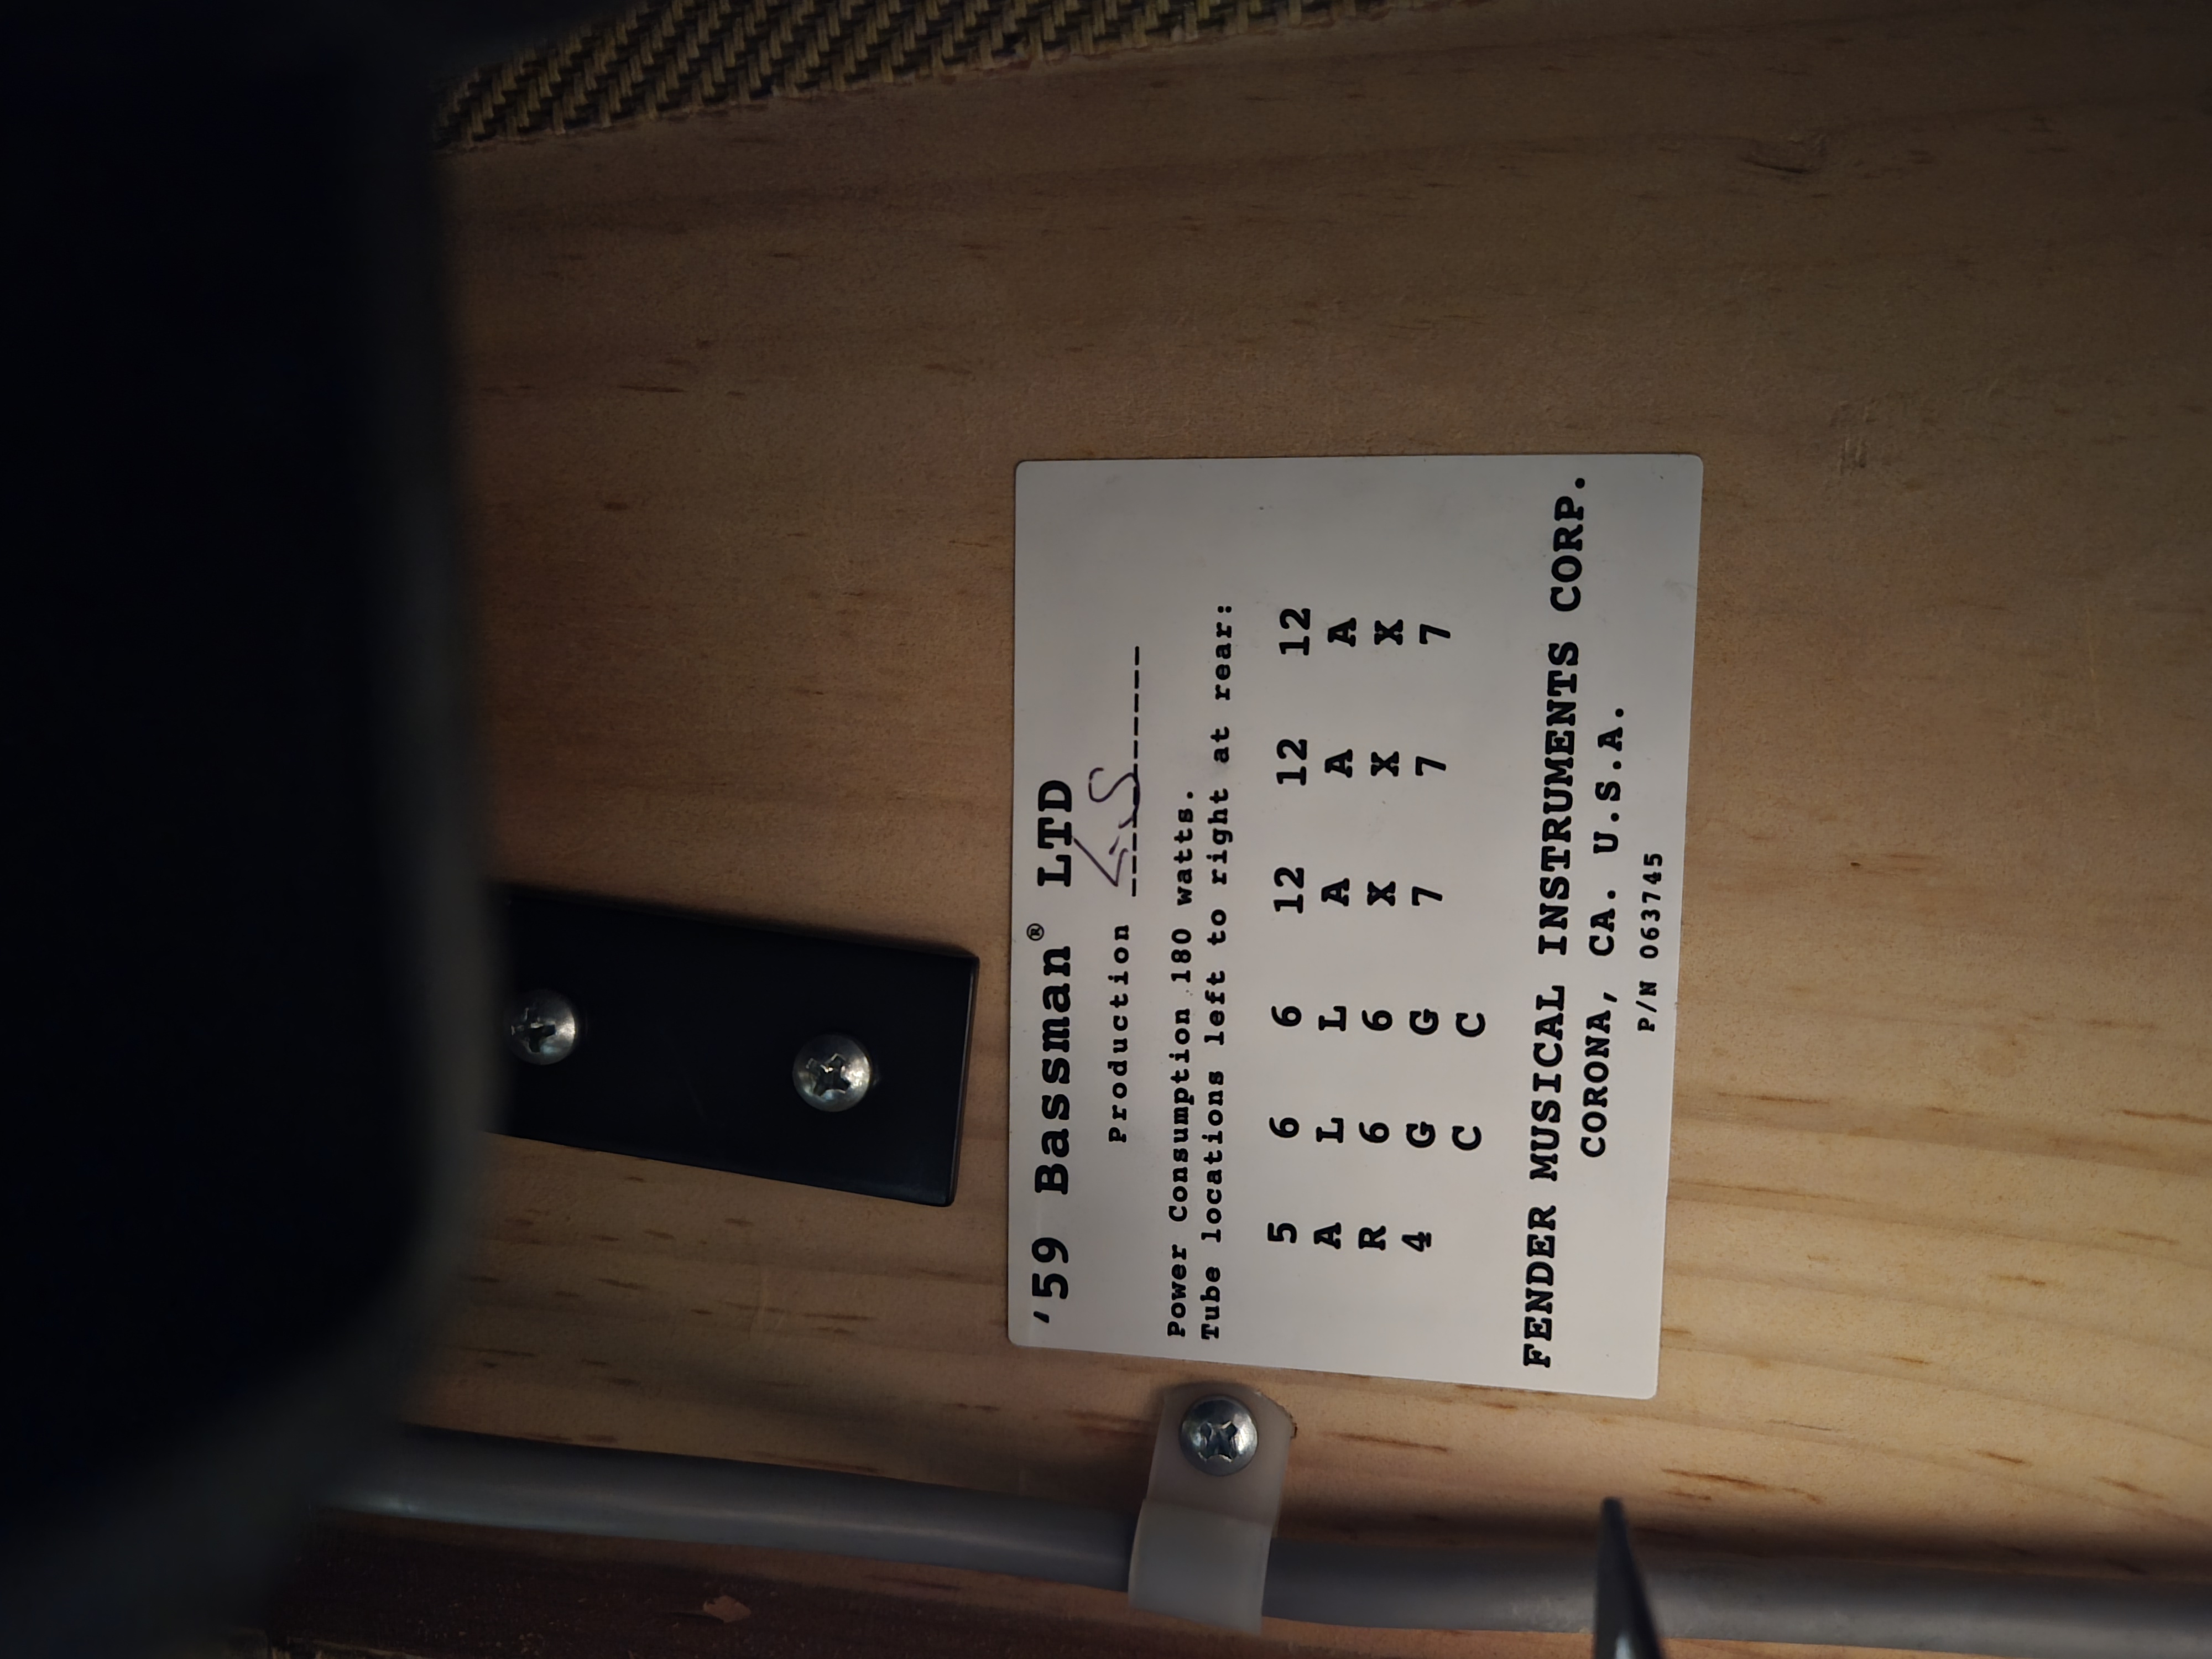 '59 Bassman® LTD
Production
Power Consumption 180 watts.
Tube locations left to right at rear:
5 6 6 12 12 12
A L L A A A
R 6 6 X X X
4 G G 7 7 7
C C
FENDER MUSICAL INSTRUMENTS CORP.
CORONA, CA. U.S.A.
P/N 063745